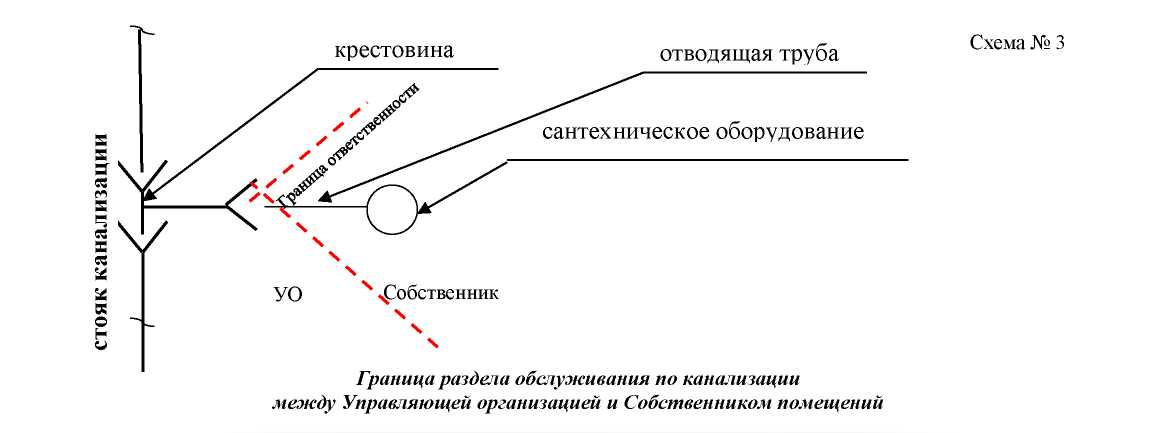 Схема № 3
крестовина
отводящая труба
сантехническое оборудование
Граница ответственности
стояк канализации
УО
Собственник
Граница раздела обслуживания по канализации
между Управляющей организацией и Собственником помещений